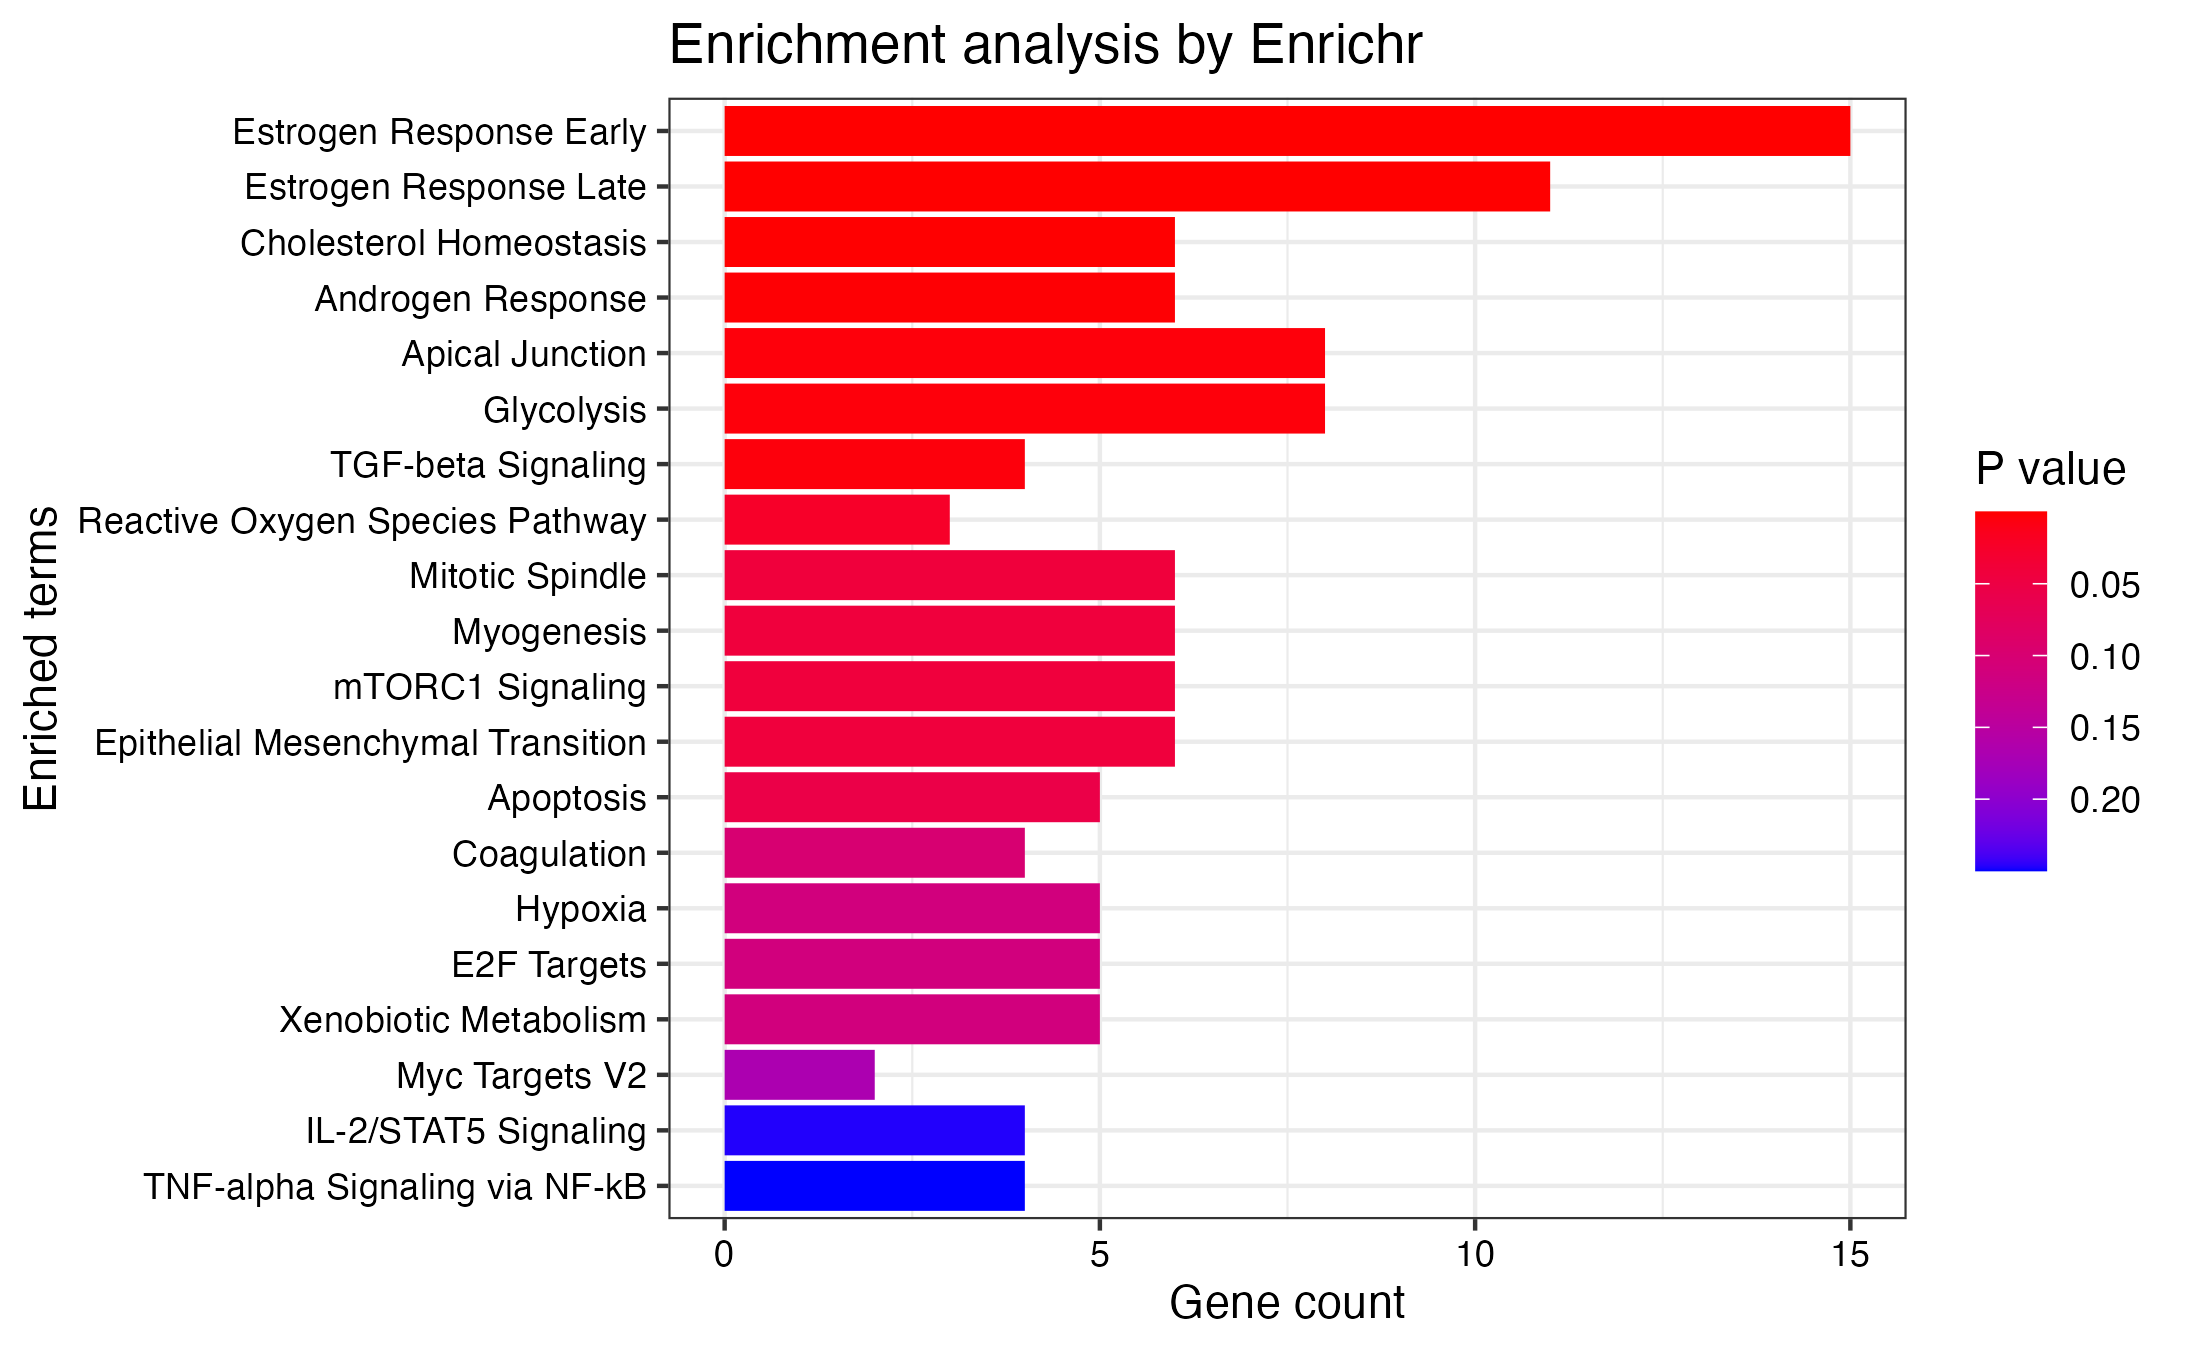 Enrichment analysis by Enrichr
Enriched terms
Estrogen Response Early
Estrogen Response Late
Cholesterol Homeostasis
Androgen Response
Apical Junction
Glycolysis
TGF-beta Signaling
Reactive Oxygen Species Pathway
Mitotic Spindle
Myogenesis
mTORC1 Signaling
Epithelial Mesenchymal Transition
Apoptosis
Coagulation
Hypoxia
E2F Targets
Xenobiotic Metabolism
Myc Targets V2
IL-2/STAT5 Signaling
TNF-alpha Signaling via NF-kB
0 5 10 15
Gene count
P value
0.05
0.10
0.15
0.20